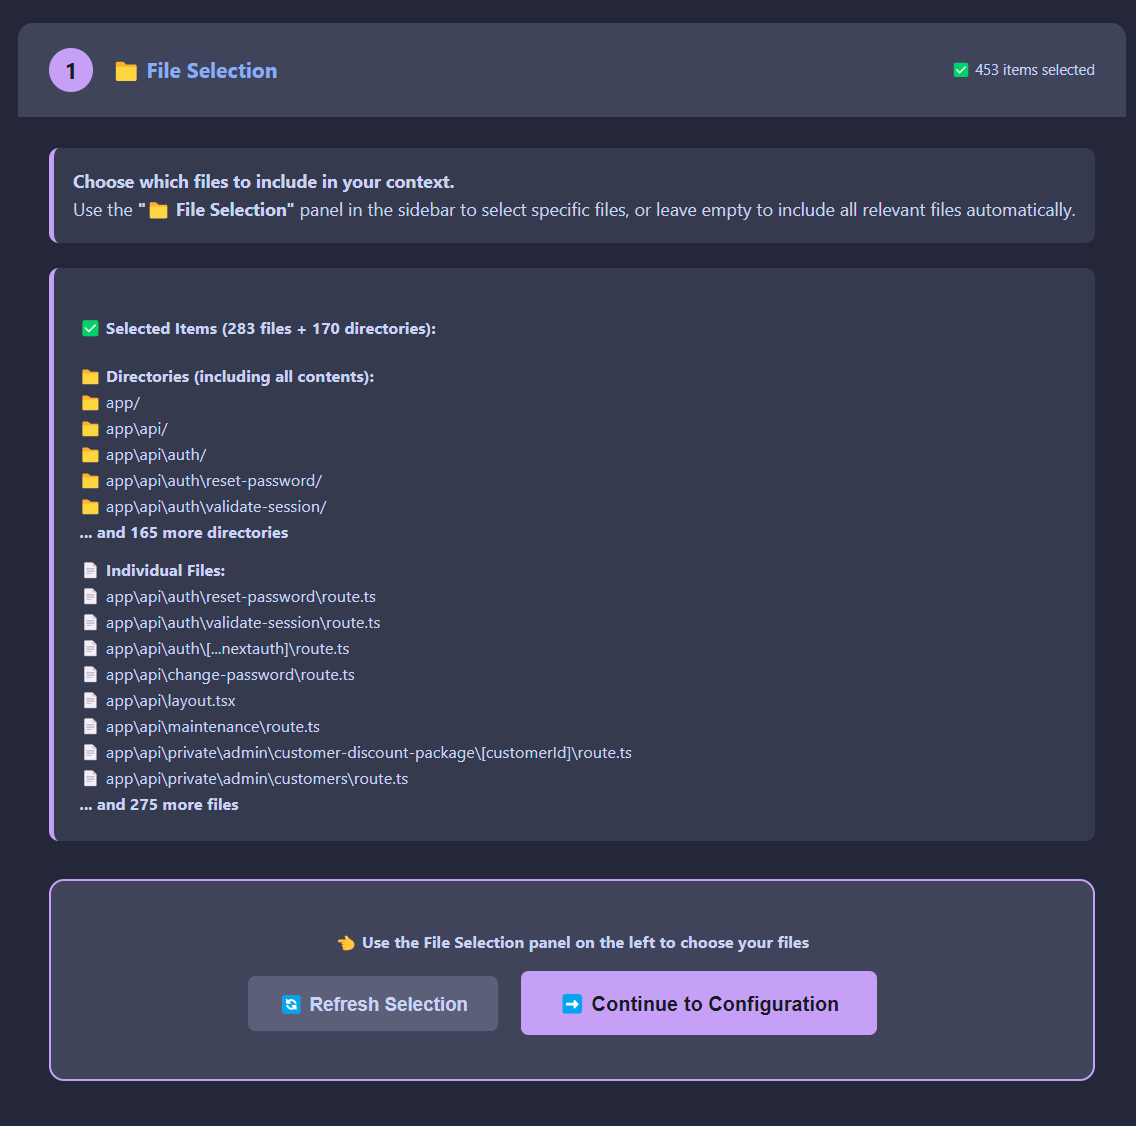 1
File Selection
453 items selected
Choose which files to include in your context.
Use the "📁 File Selection" panel in the sidebar to select specific files, or leave empty to include all relevant files automatically.
Selected Items (283 files + 170 directories):
Directories (including all contents):
app/
app\api/
app\api\auth/
app\api\auth\reset-password/
app\api\auth\validate-session/
... and 165 more directories
Individual Files:
app\api\auth\reset-password\route.ts
app\api\auth\validate-session\route.ts
app\api\auth\[...nextauth]\route.ts
app\api\change-password\route.ts
app\api\layout.tsx
app\api\maintenance\route.ts
app\api\private\admin\customer-discount-package\[customerId]\route.ts
app\api\private\admin\customers\route.ts
... and 275 more files
Use the File Selection panel on the left to choose your files
Refresh Selection
Continue to Configuration